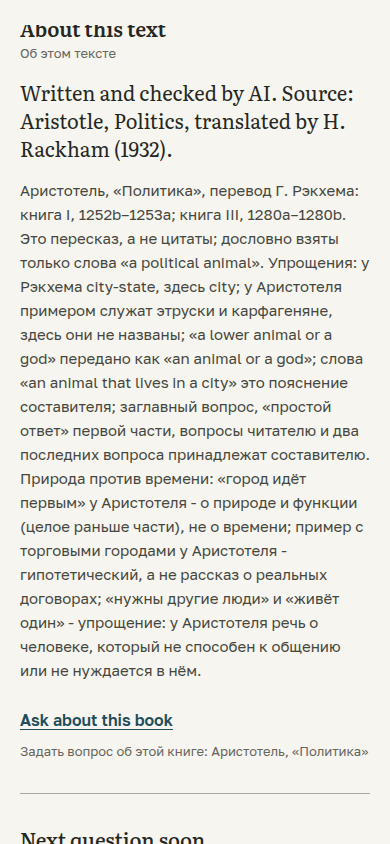 About this text
Об этом тексте
Written and checked by AI. Source:
Aristotle, Politics, translated by H.
Rackham (1932).
Аристотель, «Политика», перевод Г. Рэкхема:
книга I, 1252b–1253a; книга III, 1280a–1280b.
Это пересказ, а не цитаты; дословно взяты
только слова «a political animal». Упрощения: у
Рэкхема city-state, здесь city; у Аристотеля
примером служат этруски и карфагеняне,
здесь они не названы; «a lower animal or a
god» передано как «an animal or a god»; слова
«an animal that lives in a city» это пояснение
составителя; заглавный вопрос, «простой
ответ» первой части, вопросы читателю и два
последних вопроса принадлежат составителю.
Природа против времени: «город идёт
первым» у Аристотеля - о природе и функции
(целое раньше части), не о времени; пример с
торговыми городами у Аристотеля -
гипотетический, а не рассказ о реальных
договорах; «нужны другие люди» и «живёт
один» - упрощение: у Аристотеля речь о
человеке, который не способен к общению
или не нуждается в нём.
Ask about this book
Задать вопрос об этой книге: Аристотель, «Политика»
Next question soon